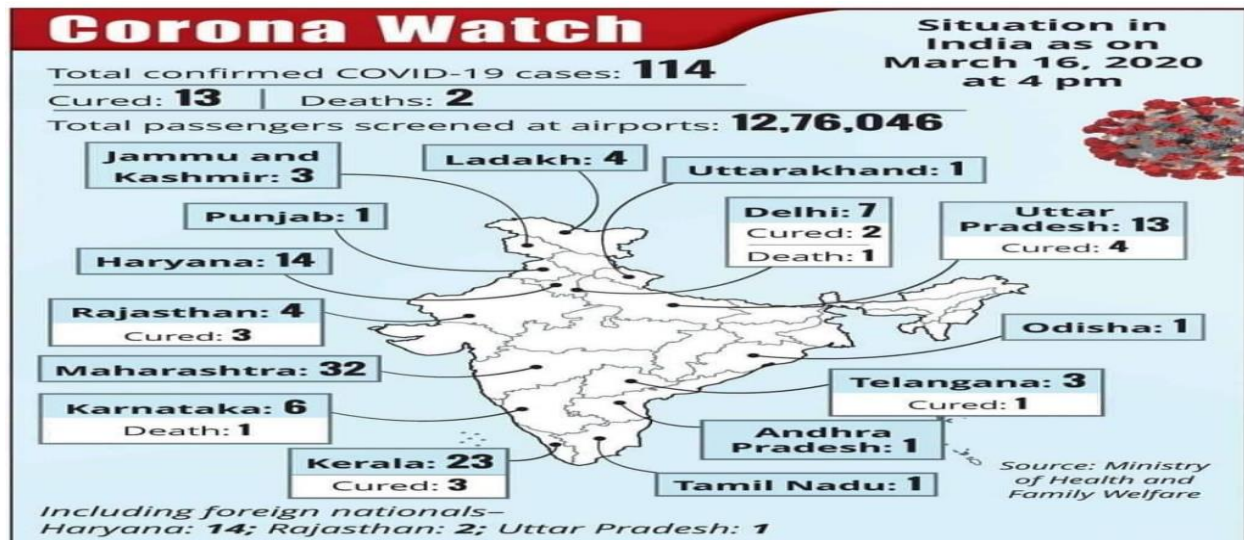 Corona Watch
Situation in
India as on
March 16, 2020
at 4 pm
Total confirmed COVID-19 cases: 114
Cured: 13 | Deaths: 2
Total passengers screened at airports: 12,76,046
Jammu and
Kashmir: 3
Ladakh: 4
Uttarakhand: 1
Punjab: 1
Delhi: 7
Cured: 2
Death: 1
Uttar
Pradesh: 13
Cured: 4
Haryana: 14
Rajasthan: 4
Cured: 3
Odisha: 1
Maharashtra: 32
Telangana: 3
Cured: 1
Karnataka: 6
Death: 1
Andhra
Pradesh: 1
Kerala: 23
Cured: 3
Tamil Nadu: 1
Source: Ministry
of Health and
Family Welfare
Including foreign nationals–
Haryana: 14; Rajasthan: 2; Uttar Pradesh: 1